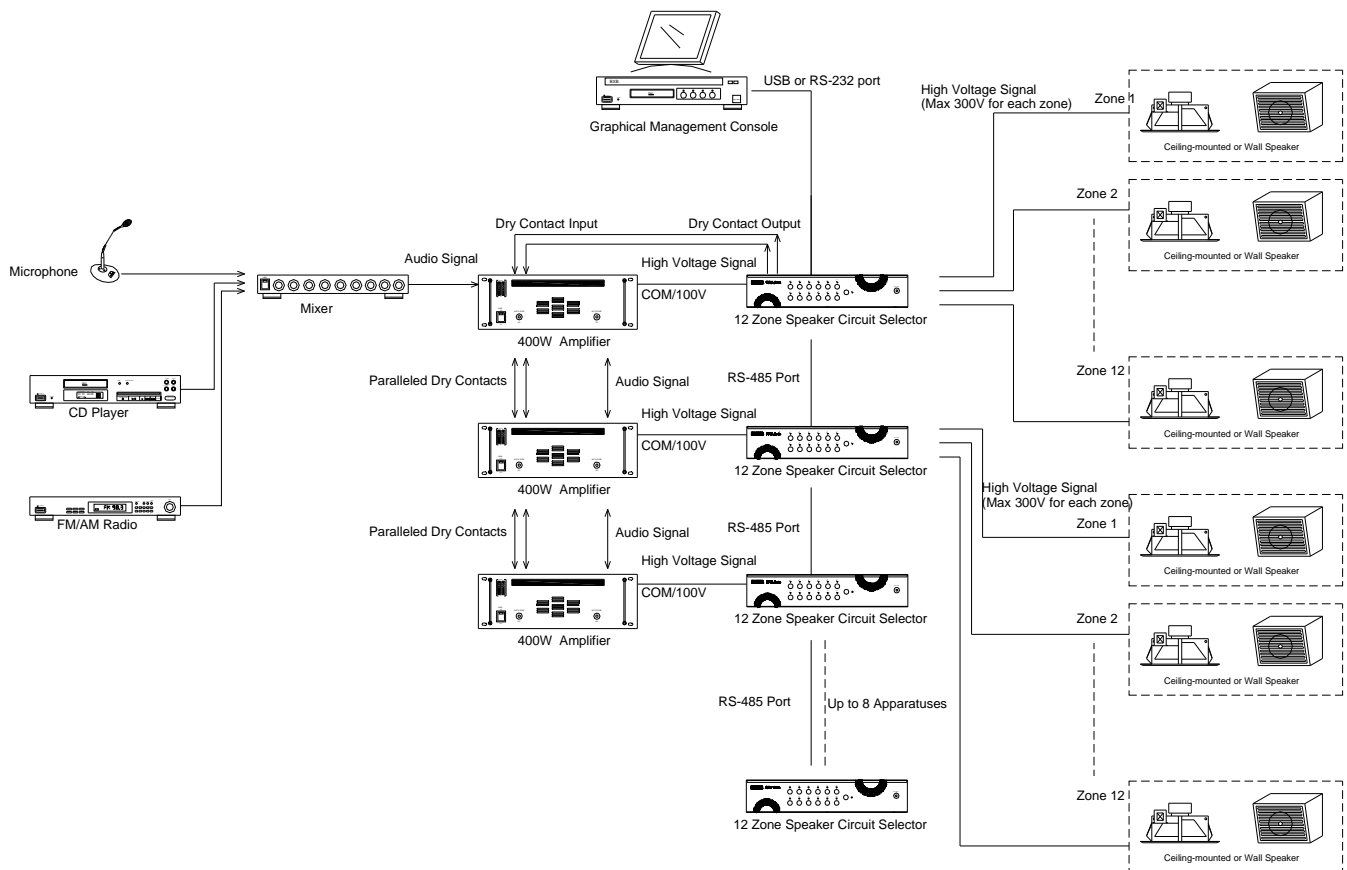 USB or RS-232 port
Graphical Management Console
High Voltage Signal
(Max 300V for each zone)
Zone 1
Ceiling-mounted or Wall Speaker
Zone 2
Ceiling-mounted or Wall Speaker
Zone 12
Ceiling-mounted or Wall Speaker
Microphone
CD Player
FM/AM Radio
Mixer
Audio Signal
Dry Contact Input
Dry Contact Output
High Voltage Signal
COM/100V
400W Amplifier
12 Zone Speaker Circuit Selector
Paralleled Dry Contacts
Audio Signal
RS-485 Port
High Voltage Signal
COM/100V
400W Amplifier
12 Zone Speaker Circuit Selector
Paralleled Dry Contacts
Audio Signal
RS-485 Port
High Voltage Signal
COM/100V
400W Amplifier
12 Zone Speaker Circuit Selector
RS-485 Port
Up to 8 Apparatuses
12 Zone Speaker Circuit Selector
High Voltage Signal
(Max 300V for each zone)
Zone 1
Ceiling-mounted or Wall Speaker
Zone 2
Ceiling-mounted or Wall Speaker
Zone 12
Ceiling-mounted or Wall Speaker